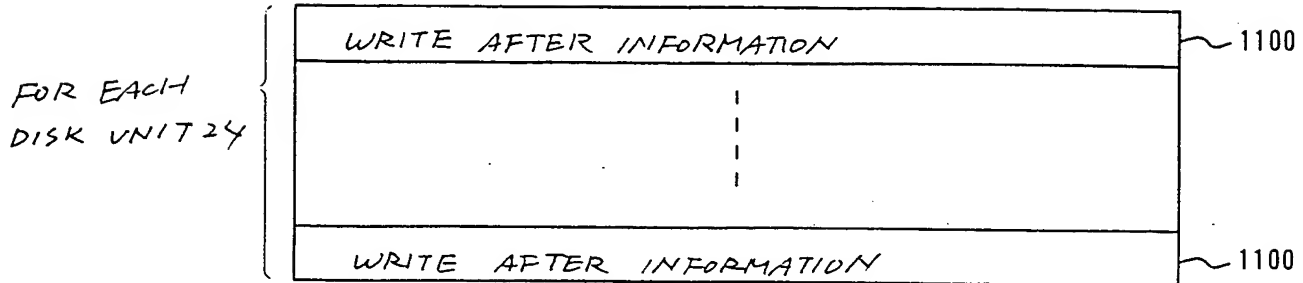 WRITE AFTER INFORMATION
1100
FOR EACH
DISK UNIT 24
WRITE AFTER INFORMATION
1100